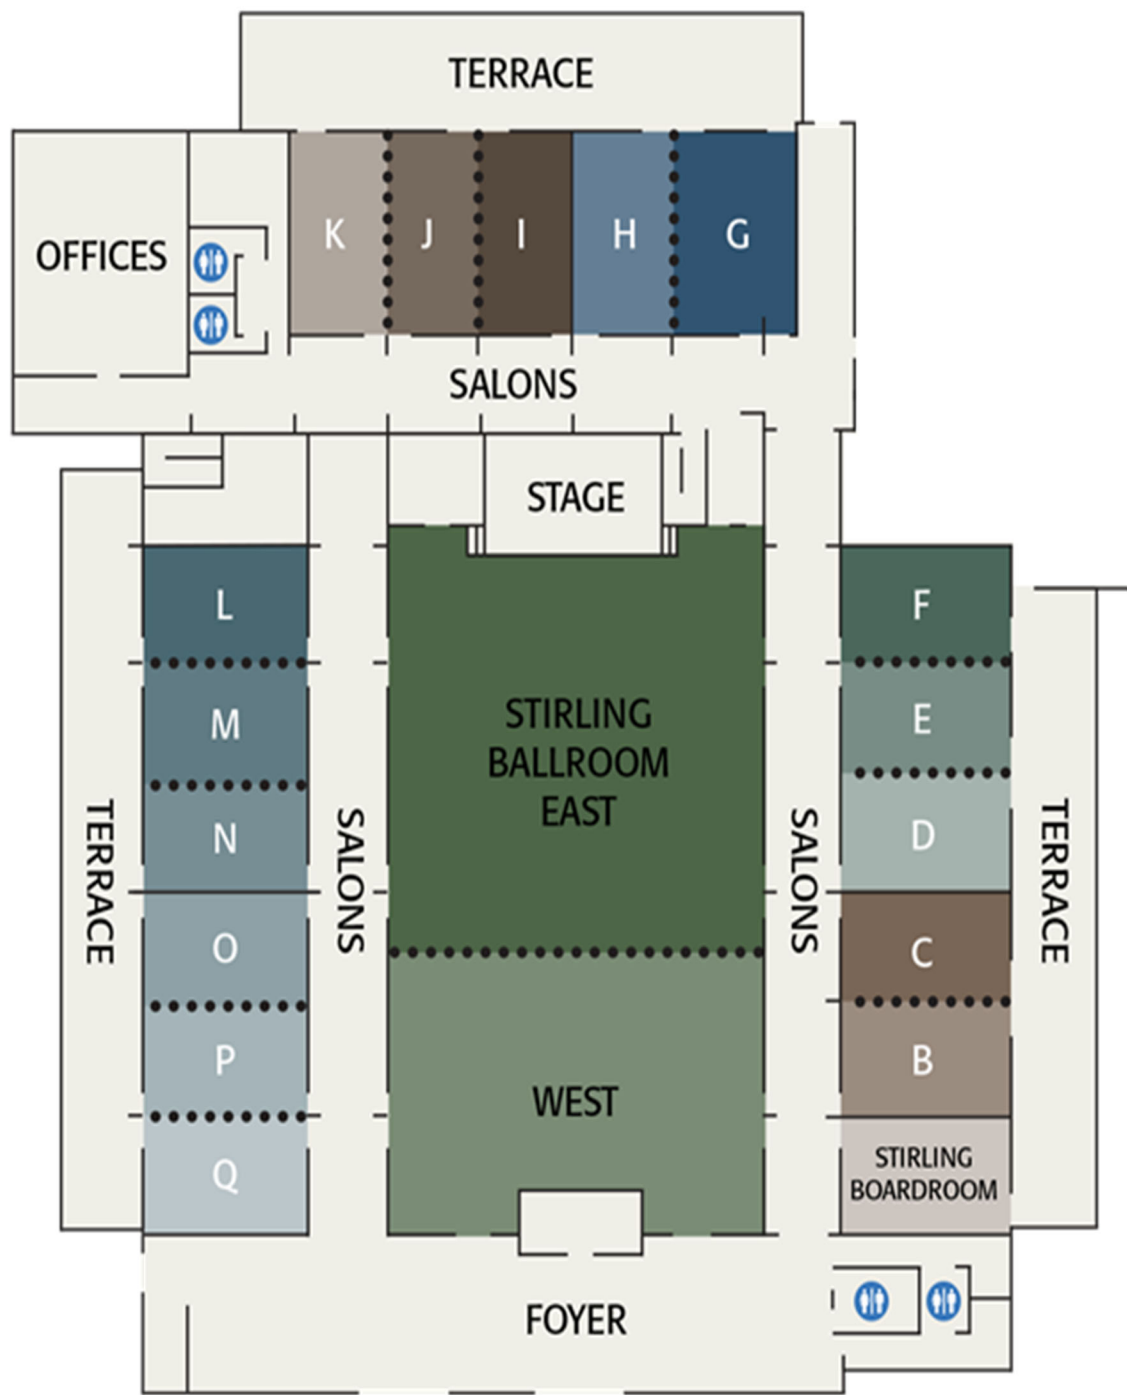 TERRACE
OFFICES
K
J
I
H
G
SALONS
STAGE
L
M
N
O
P
Q
TERRACE
SALONS
STIRLING
BALLROOM
EAST
WEST
SALONS
F
E
D
C
B
STIRLING
BOARDROOM
TERRACE
FOYER